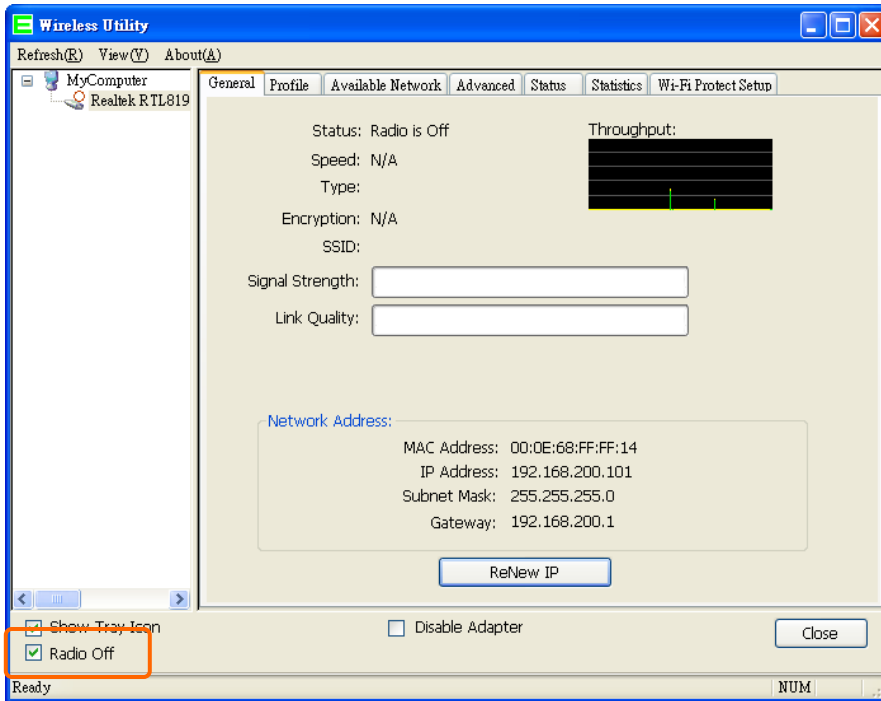 Wireless Utility
Refresh(R) View(V) About(A)
MyComputer
Realtek RTL819
General Profile Available Network Advanced Status Statistics Wi-Fi Protect Setup
Status: Radio is Off
Throughput:
Speed: N/A
Type:
Encryption: N/A
SSID:
Signal Strength:
Link Quality:
Network Address:
MAC Address: 00:0E:68:FF:FF:14
IP Address: 192.168.200.101
Subnet Mask: 255.255.255.0
Gateway: 192.168.200.1
ReNew IP
Show Tray Icon
Disable Adapter
Close
Radio Off
Ready
NUM